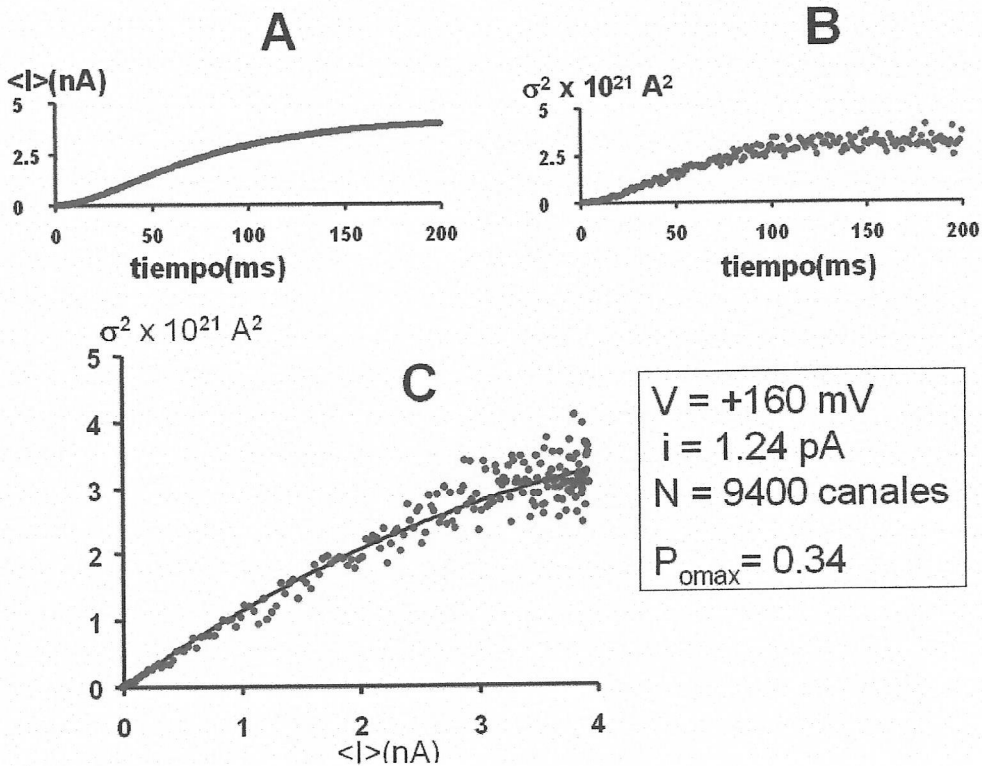 A
<I>(nA)
5
2.5
0
0 50 100 150 200
tiempo(ms)
B
σ² x 10²¹ A²
5
2.5
0
0 50 100 150 200
tiempo(ms)
σ² x 10²¹ A²
C
5
4
3
2
1
0
0 1 2 3 4
<I>(nA)
V = +160 mV
i = 1.24 pA
N = 9400 canales
Pomax= 0.34